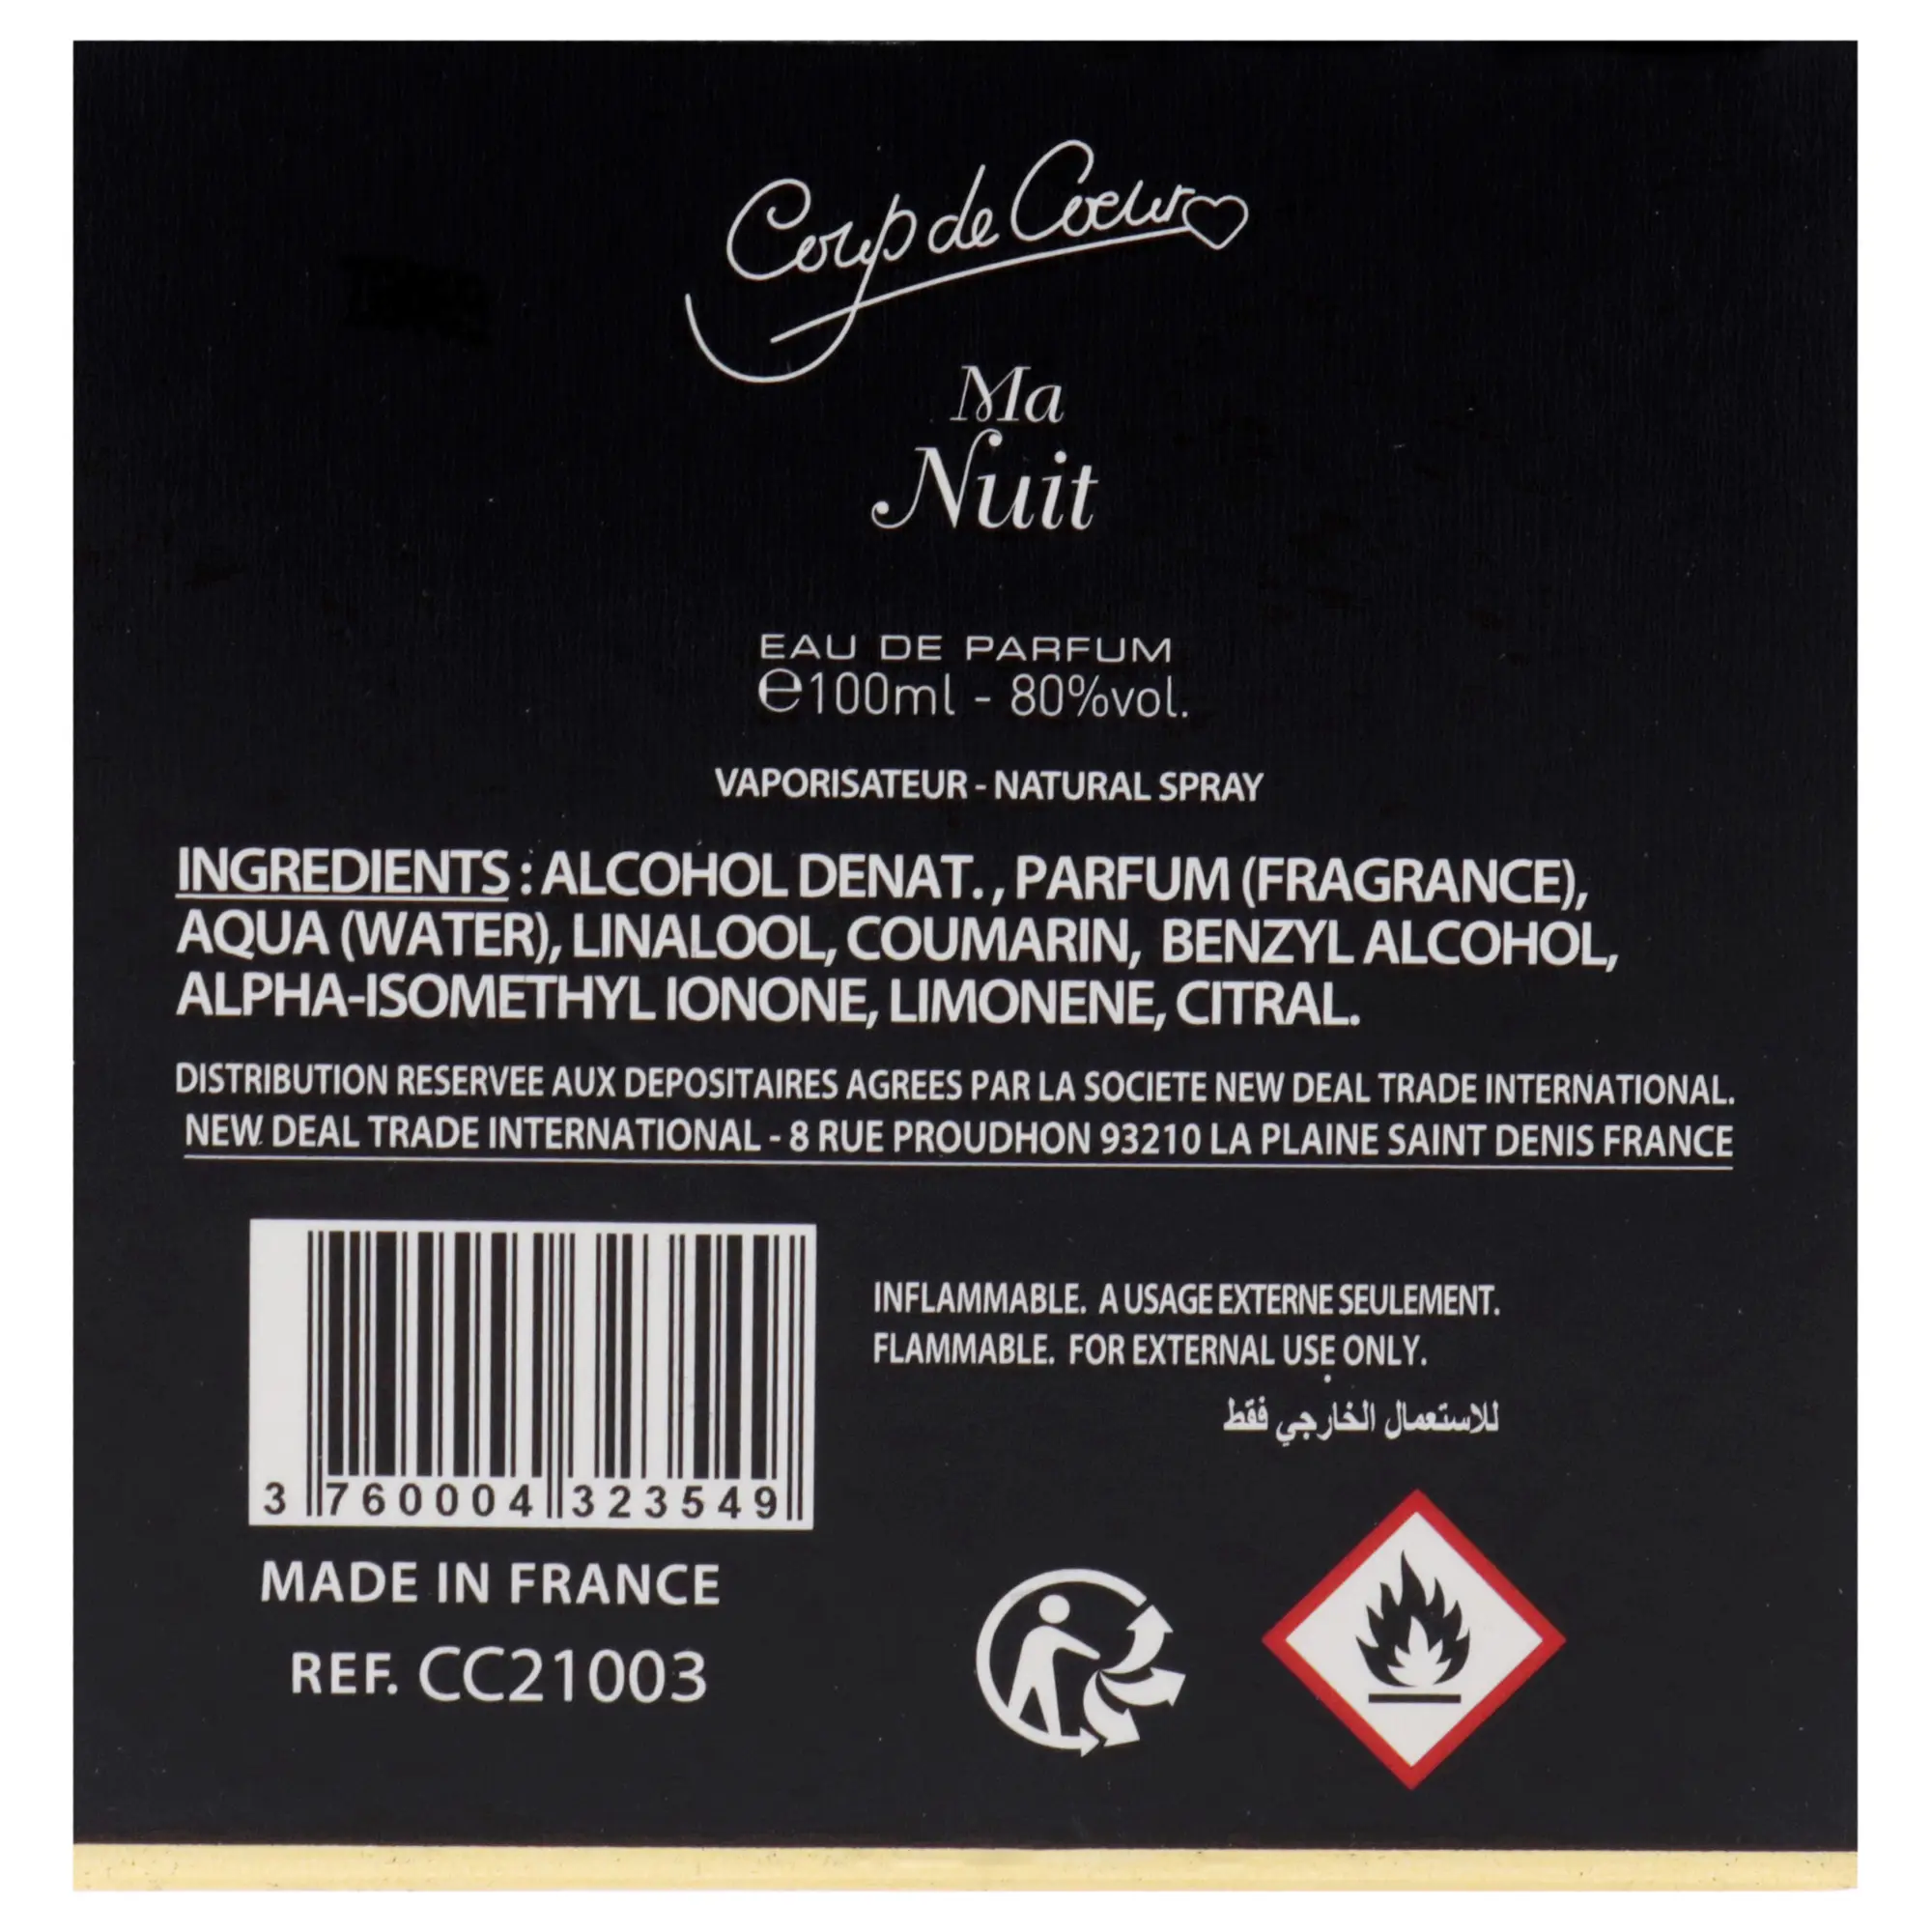 Coup de Coeur
Ma
Nuit
EAU DE PARFUM
℮100ml - 80%vol.
VAPORISATEUR - NATURAL SPRAY
INGREDIENTS : ALCOHOL DENAT. , PARFUM (FRAGRANCE),
AQUA (WATER), LINALOOL, COUMARIN, BENZYL ALCOHOL,
ALPHA-ISOMETHYL IONONE, LIMONENE, CITRAL.
DISTRIBUTION RESERVEE AUX DEPOSITAIRES AGREES PAR LA SOCIETE NEW DEAL TRADE INTERNATIONAL.
NEW DEAL TRADE INTERNATIONAL - 8 RUE PROUDHON 93210 LA PLAINE SAINT DENIS FRANCE
INFLAMMABLE. A USAGE EXTERNE SEULEMENT.
FLAMMABLE. FOR EXTERNAL USE ONLY.
للاستعمال الخارجي فقط
3 760004 323549
MADE IN FRANCE
REF. CC21003